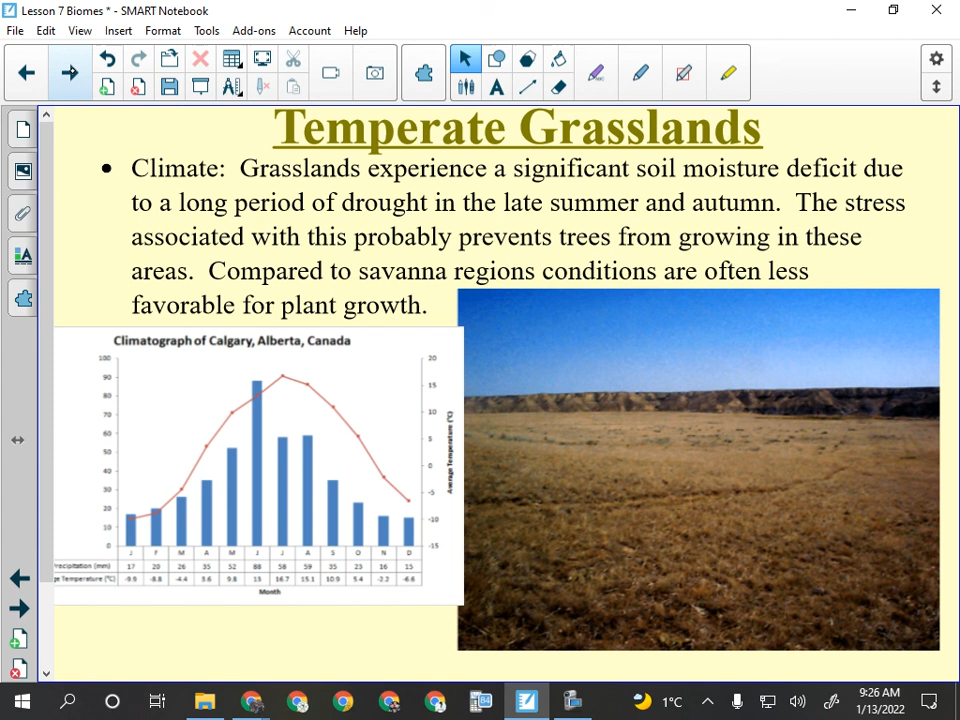 Lesson 7 Biomes * - SMART Notebook
File Edit View Insert Format Tools Add-ons Account Help
Temperate Grasslands
• Climate: Grasslands experience a significant soil moisture deficit due
to a long period of drought in the late summer and autumn. The stress
associated with this probably prevents trees from growing in these
areas. Compared to savanna regions conditions are often less
favorable for plant growth.
Climatograph of Calgary, Alberta, Canada
100 20
90 15
80
70 10
60 5
50
40 0
30 -5
20 -10
10
0 -15
Average Temperature (°C)
J F M A M J J A S O N D
recipitation (mm) 17 20 26 35 52 88 58 59 35 23 16 15
ge Temperature (°C) -9.9 -8.8 -4.4 3.6 9.8 13 16.7 15.1 10.9 5.4 -2.2 -6.6
Month
1°C
9:26 AM
1/13/2022